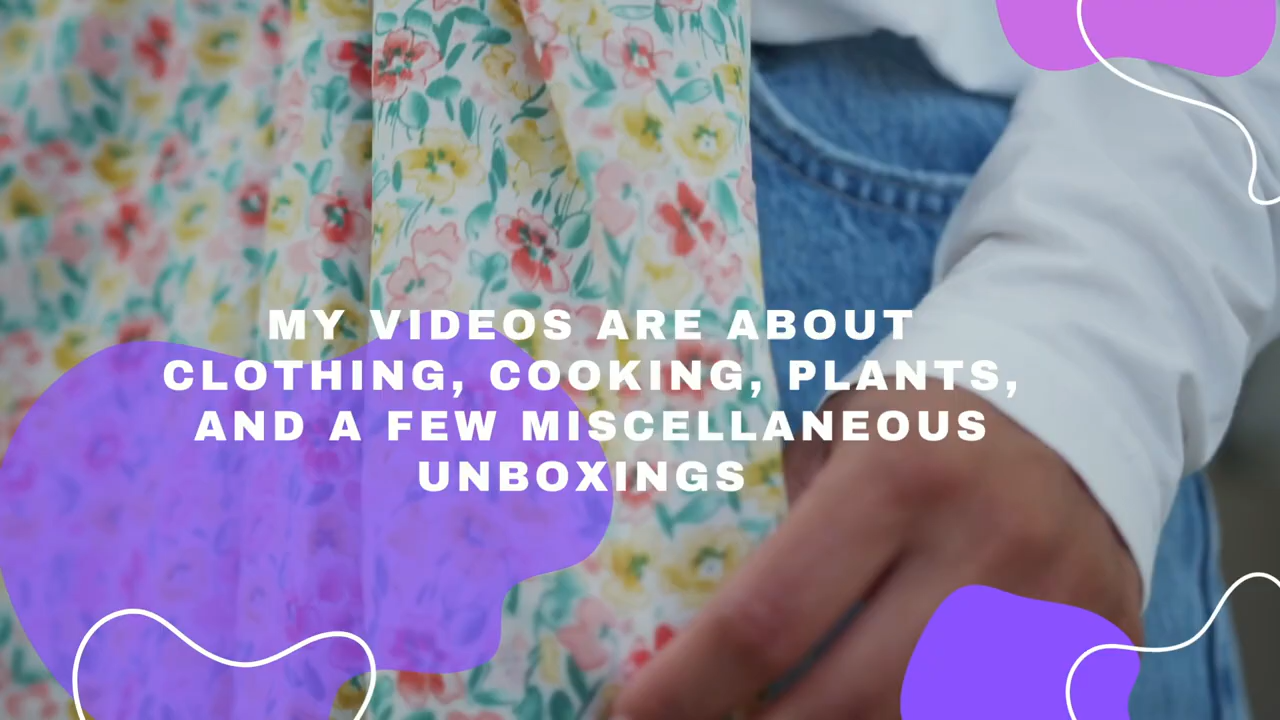 MY VIDEOS ARE ABOUT
CLOTHING, COOKING, PLANTS,
AND A FEW MISCELLANEOUS
UNBOXINGS